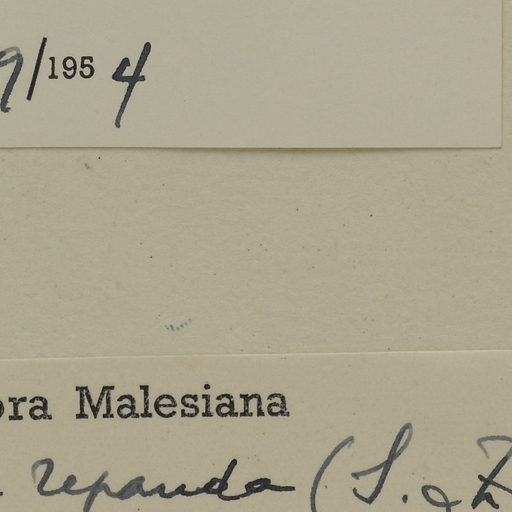 9/1954
ora Malesiana
repanda (S. &